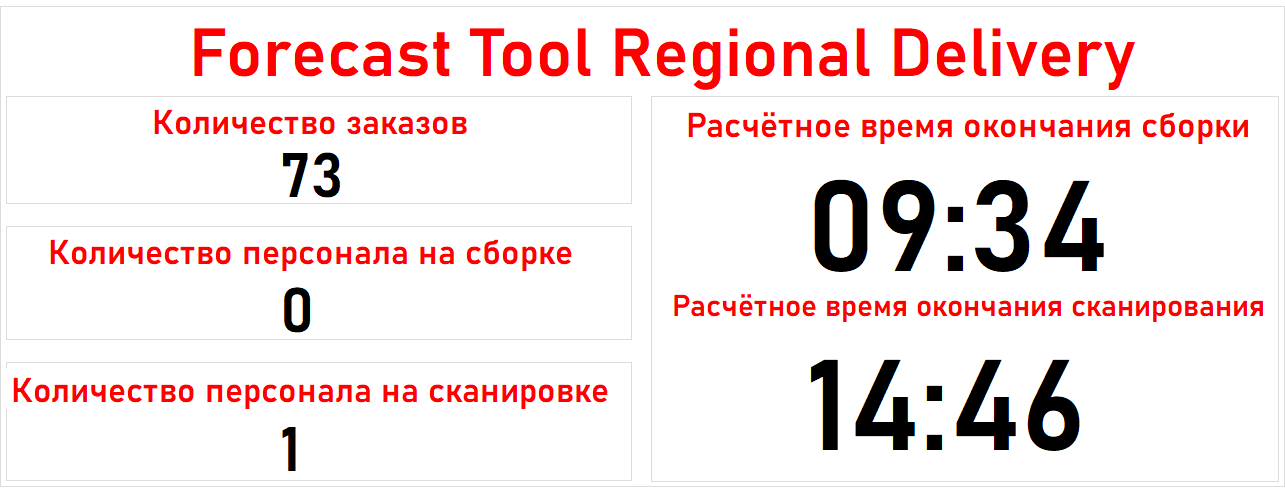 Forecast Tool Regional Delivery
Количество заказов
73
Количество персонала на сборке
0
Количество персонала на сканировке
1
Расчётное время окончания сборки
09:34
Расчётное время окончания сканирования
14:46